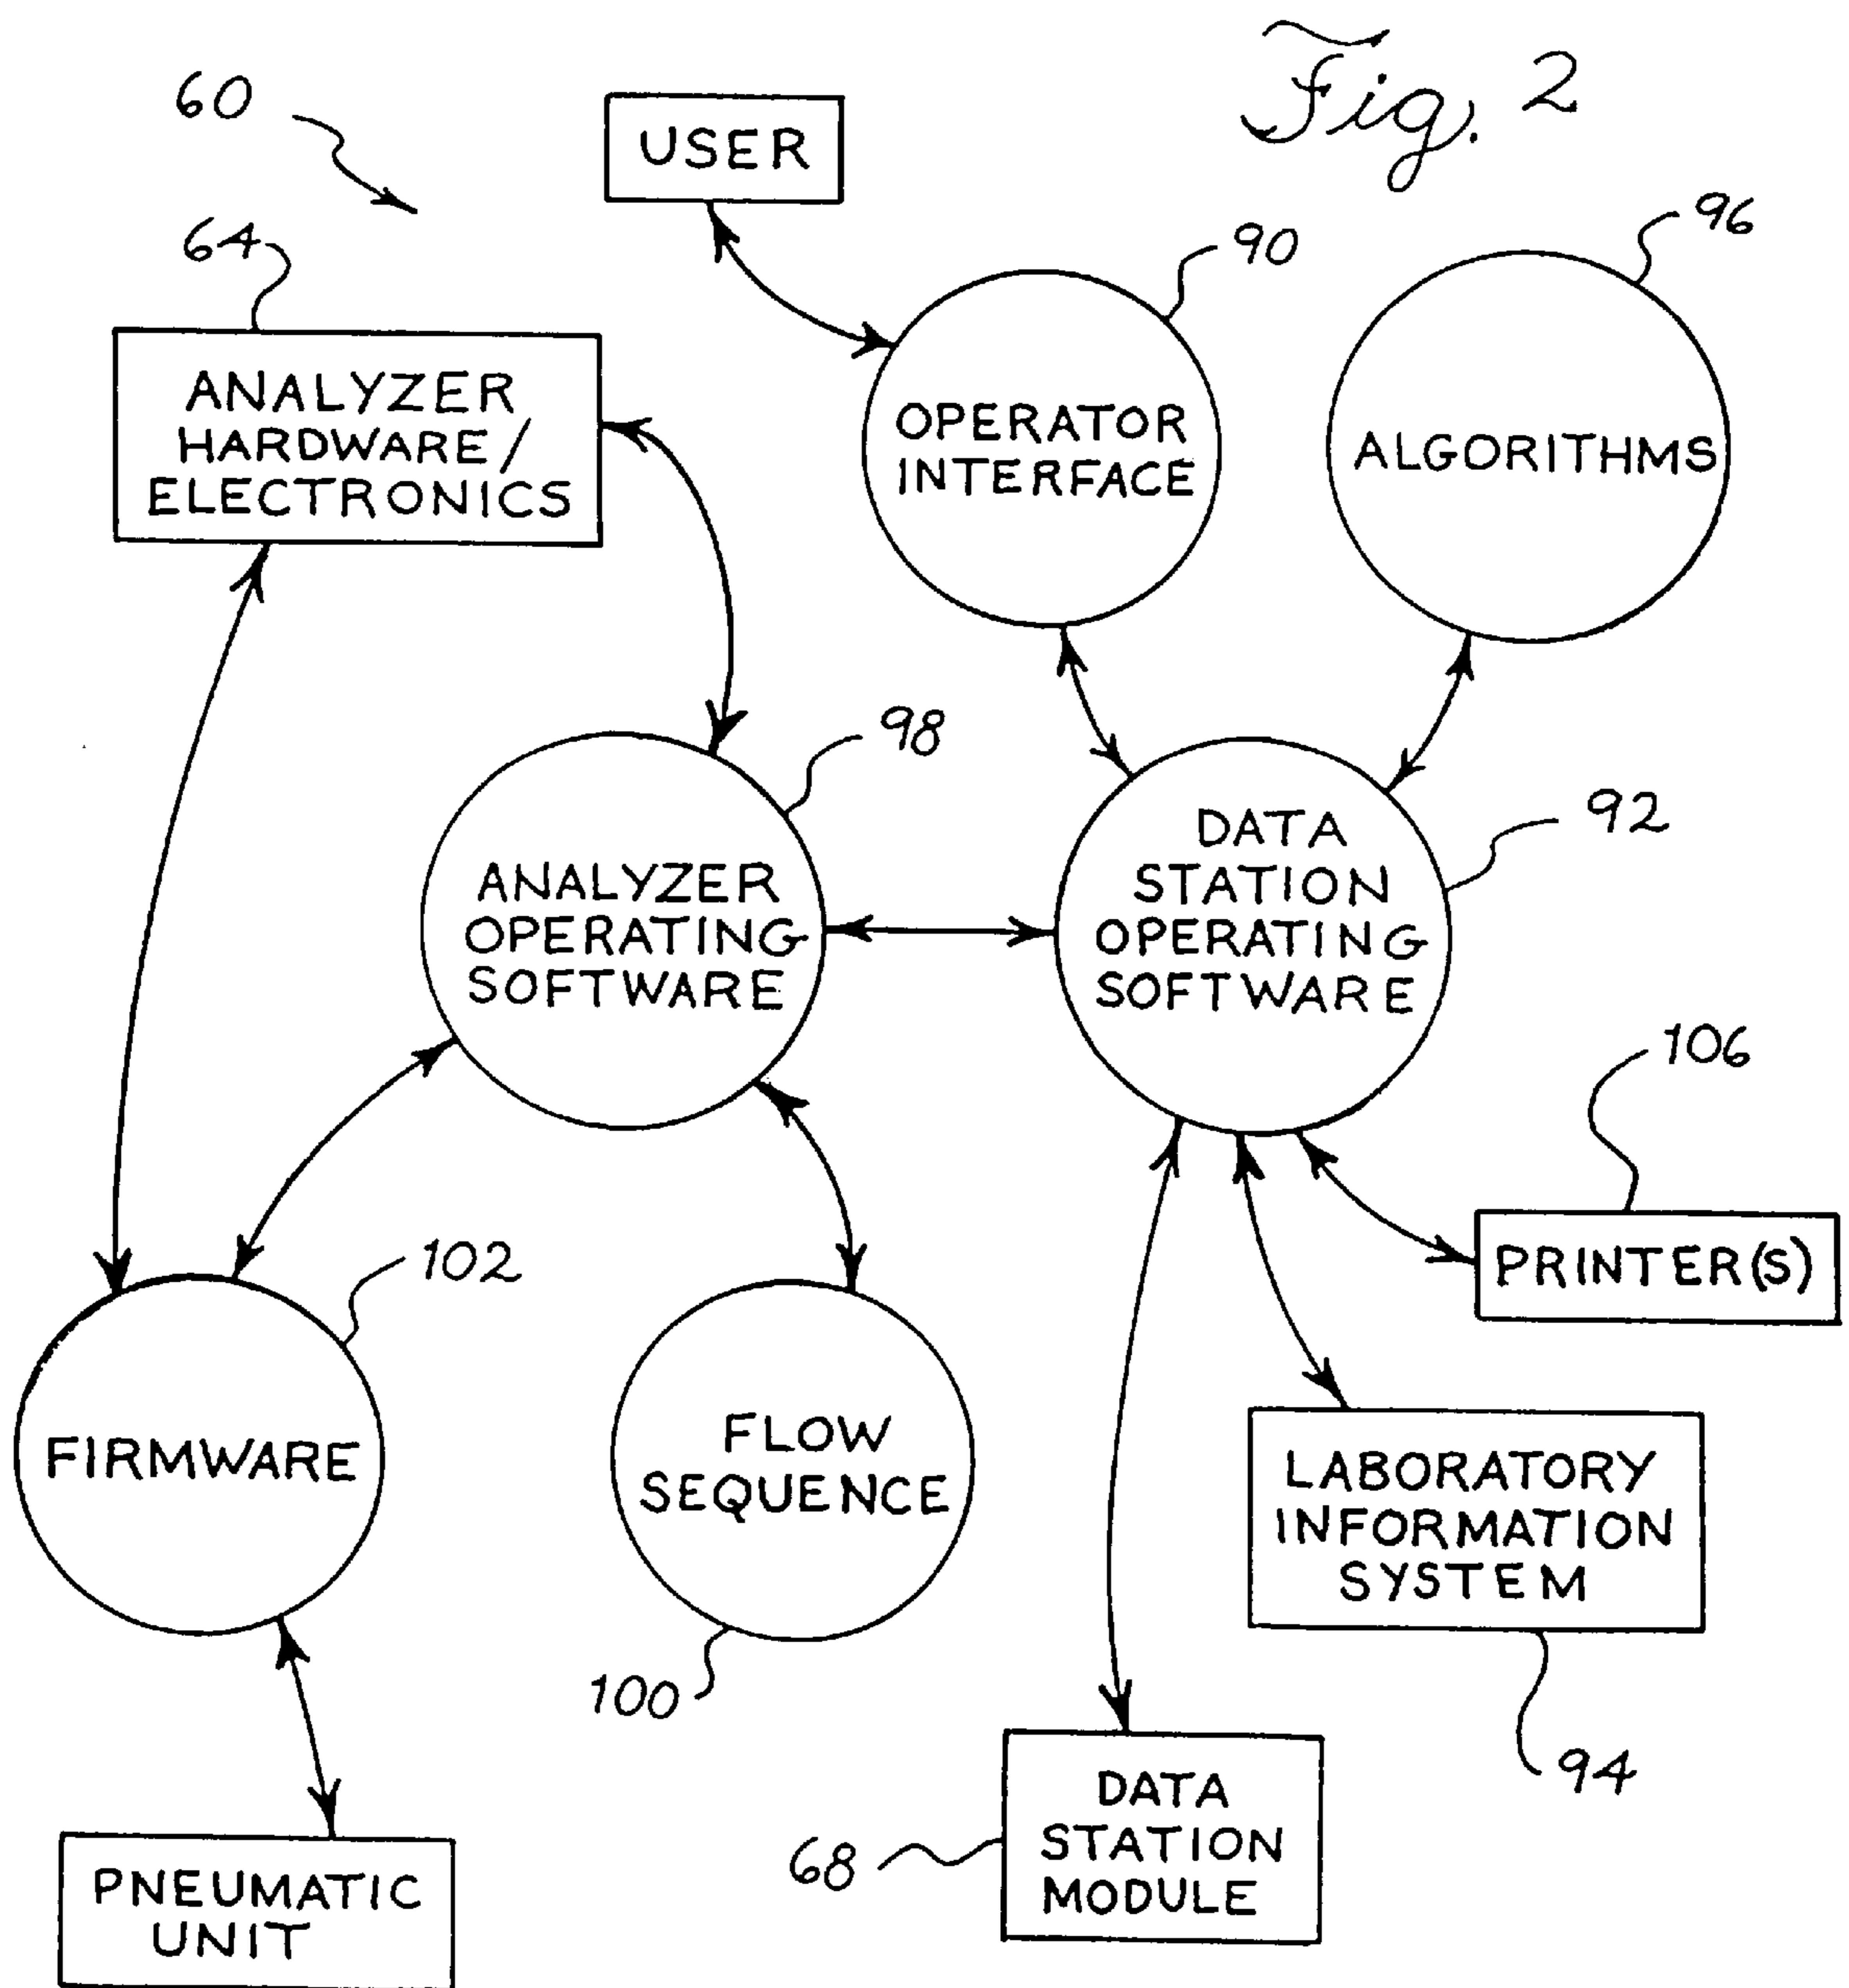 Fig. 2
60
USER
64
90
96
ANALYZER
HARDWARE/
ELECTRONICS
OPERATOR
INTERFACE
ALGORITHMS
98
92
ANALYZER
OPERATING
SOFTWARE
DATA
STATION
OPERATING
SOFTWARE
106
102
PRINTER(S)
FIRMWARE
FLOW
SEQUENCE
LABORATORY
INFORMATION
SYSTEM
100
94
68
DATA
STATION
MODULE
PNEUMATIC
UNIT